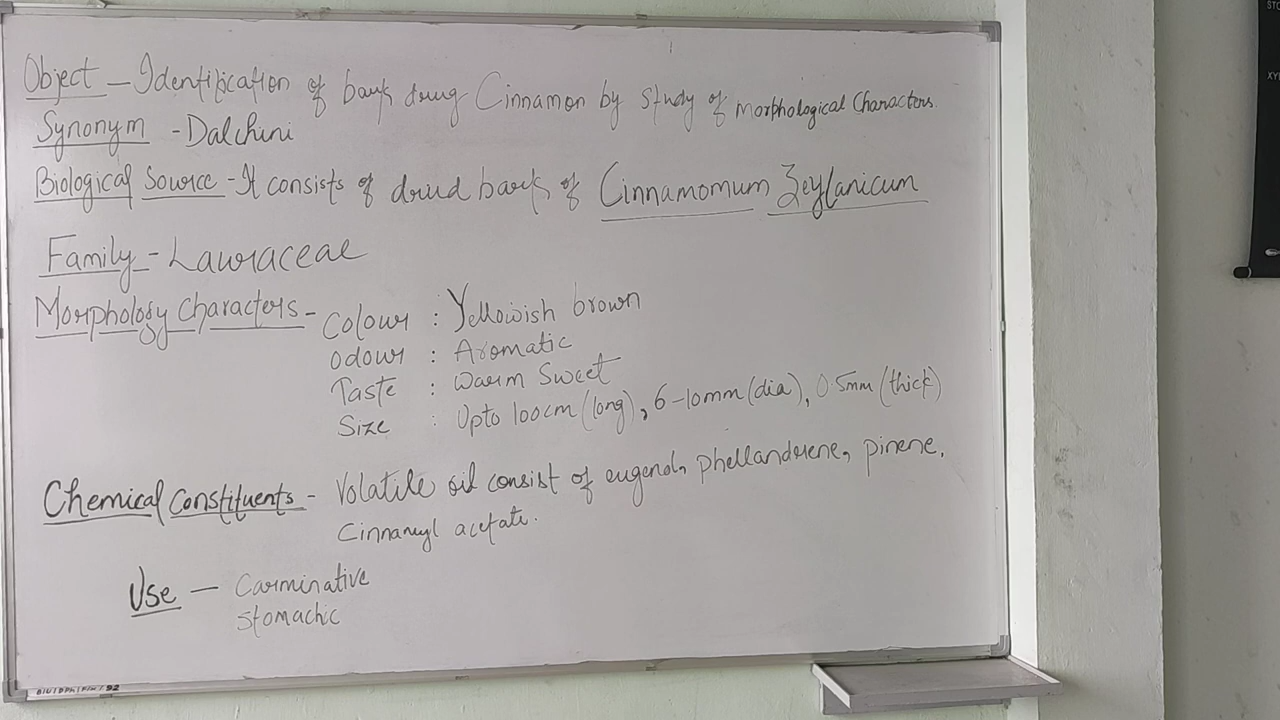 Object - Identification of bark drug Cinnamon by study of Morphological Characters.
Synonym - Dalchini
Biological Source - It consists of dried bark of Cinnamomum Zeylanicum
Family - Lauraceae
Morphology Characters - Colour : Yellowish brown
Odour : Aromatic
Taste : Warm Sweet
Size : Upto 100cm (long), 6-10mm (dia), 0.5mm (thick)
Chemical Constituents - Volatile oil consist of eugenol, phellandrene, pinene,
Cinnamyl acetate.
Use - Carminative
Stomachic